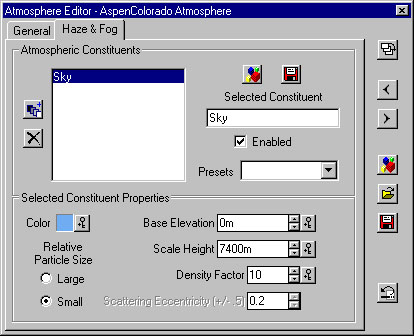 Atmosphere Editor - AspenColorado Atmosphere
General
Haze & Fog
Atmospheric Constituents
Sky
Selected Constituent
Sky
Enabled
Presets
Selected Constituent Properties
Color
Base Elevation
0m
Relative
Particle Size
Scale Height
7400m
Large
Density Factor
10
Small
Scattering Eccentricity (+/- .5)
0.2